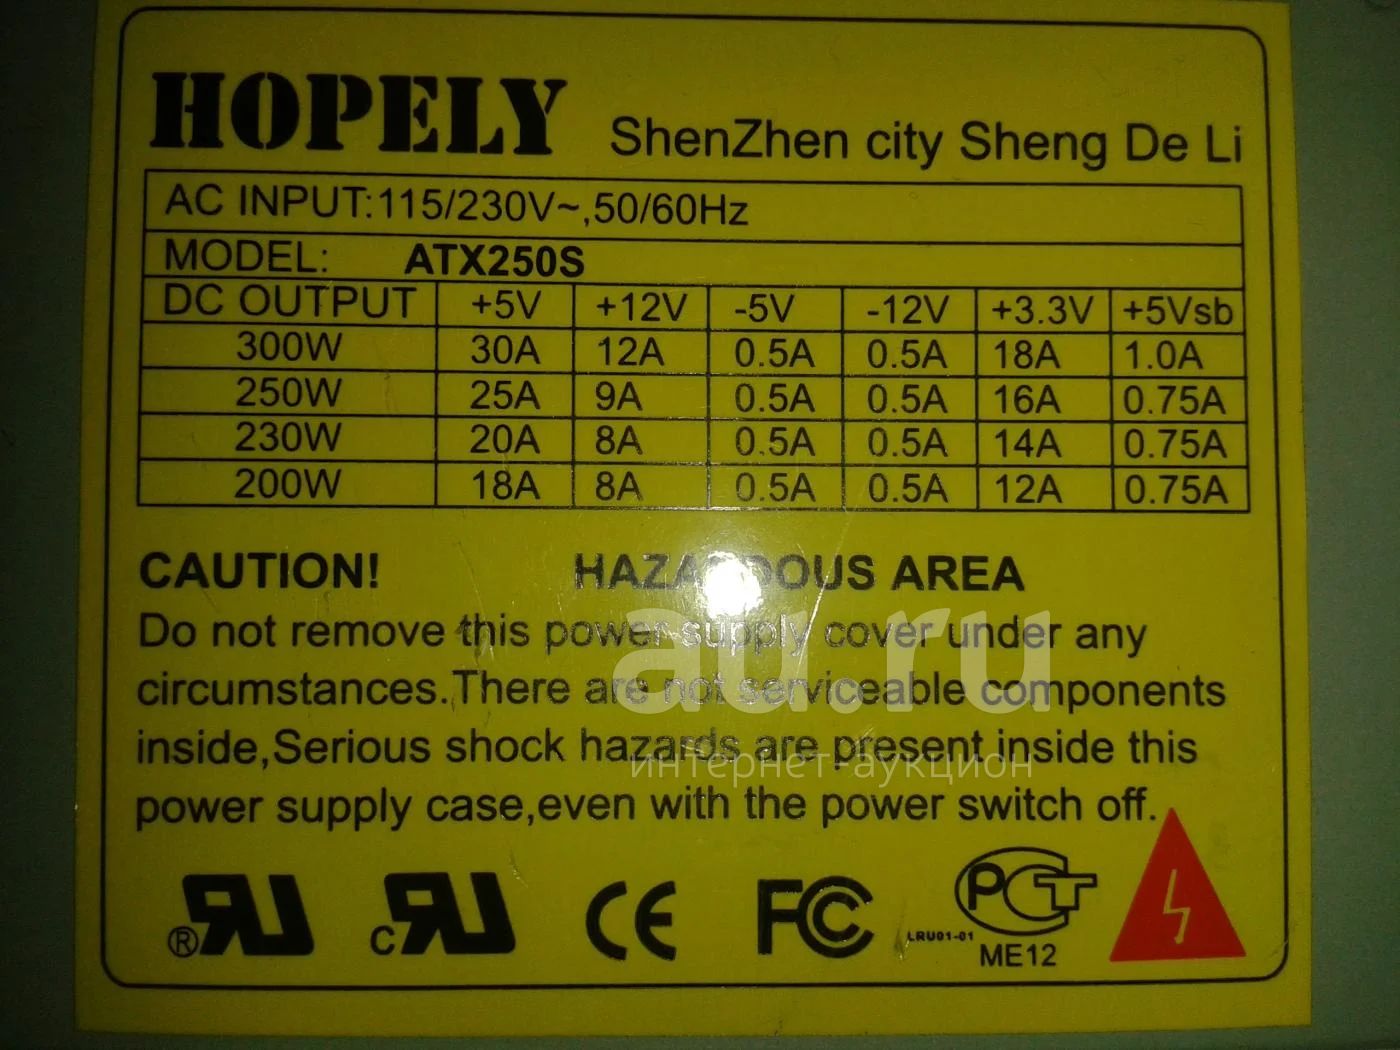 HOPELY ShenZhen city Sheng De Li
AC INPUT:115/230V~,50/60Hz
MODEL: ATX250S
DC OUTPUT +5V +12V -5V -12V +3.3V +5Vsb
300W 30A 12A 0.5A 0.5A 18A 1.0A
250W 25A 9A 0.5A 0.5A 16A 0.75A
230W 20A 8A 0.5A 0.5A 14A 0.75A
200W 18A 8A 0.5A 0.5A 12A 0.75A
CAUTION! HAZARDOUS AREA
Do not remove this power supply cover under any
circumstances.There are not serviceable components
inside,Serious shock hazards are present inside this
power supply case,even with the power switch off.
au.ru
интернет-аукцион
® RU c RU CE FC PCT
LRU01-01
ME12